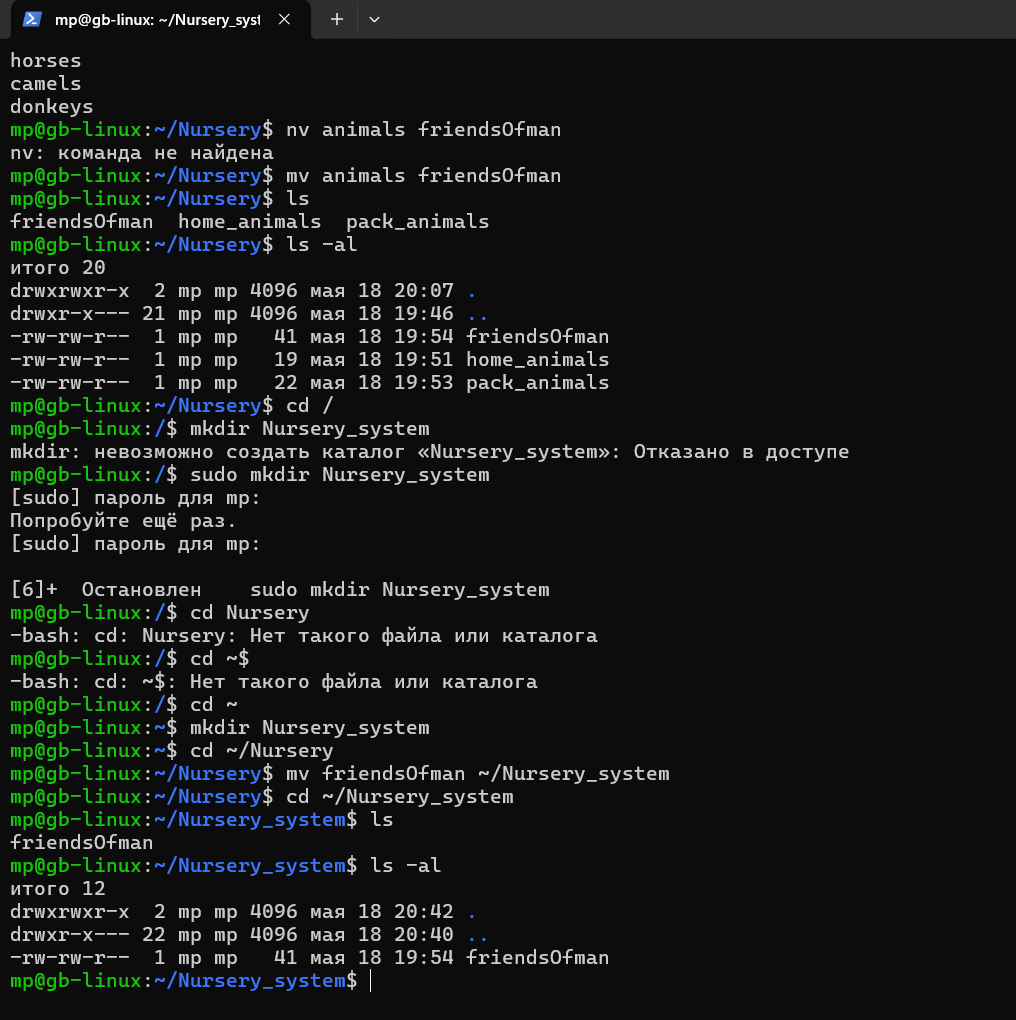 mp@gb-linux: ~/Nursery_syst
horses
camels
donkeys
mp@gb-linux:~/Nursery$ nv animals friendsOfman
nv: команда не найдена
mp@gb-linux:~/Nursery$ mv animals friendsOfman
mp@gb-linux:~/Nursery$ ls
friendsOfman  home_animals  pack_animals
mp@gb-linux:~/Nursery$ ls -al
итого 20
drwxrwxr-x  2 mp mp 4096 мая 18 20:07 .
drwxr-x--- 21 mp mp 4096 мая 18 19:46 ..
-rw-rw-r--  1 mp mp   41 мая 18 19:54 friendsOfman
-rw-rw-r--  1 mp mp   19 мая 18 19:51 home_animals
-rw-rw-r--  1 mp mp   22 мая 18 19:53 pack_animals
mp@gb-linux:~/Nursery$ cd /
mp@gb-linux:/$ mkdir Nursery_system
mkdir: невозможно создать каталог «Nursery_system»: Отказано в доступе
mp@gb-linux:/$ sudo mkdir Nursery_system
[sudo] пароль для mp:
Попробуйте ещё раз.
[sudo] пароль для mp:
[6]+  Остановлен    sudo mkdir Nursery_system
mp@gb-linux:/$ cd Nursery
-bash: cd: Nursery: Нет такого файла или каталога
mp@gb-linux:/$ cd ~$
-bash: cd: ~$: Нет такого файла или каталога
mp@gb-linux:/$ cd ~
mp@gb-linux:~$ mkdir Nursery_system
mp@gb-linux:~$ cd ~/Nursery
mp@gb-linux:~/Nursery$ mv friendsOfman ~/Nursery_system
mp@gb-linux:~/Nursery$ cd ~/Nursery_system
mp@gb-linux:~/Nursery_system$ ls
friendsOfman
mp@gb-linux:~/Nursery_system$ ls -al
итого 12
drwxrwxr-x  2 mp mp 4096 мая 18 20:42 .
drwxr-x--- 22 mp mp 4096 мая 18 20:40 ..
-rw-rw-r--  1 mp mp   41 мая 18 19:54 friendsOfman
mp@gb-linux:~/Nursery_system$